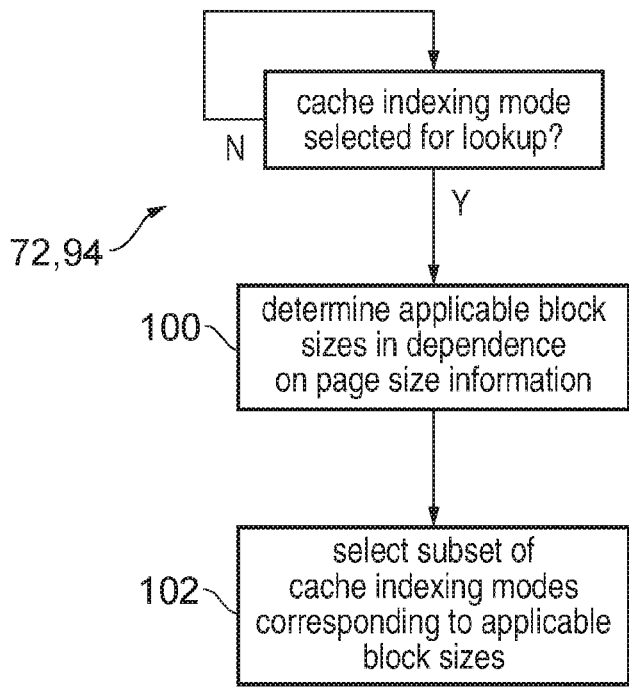 cache indexing mode
selected for lookup?
N
Y
72,94
100
determine applicable block
sizes in dependence
on page size information
102
select subset of
cache indexing modes
corresponding to applicable
block sizes